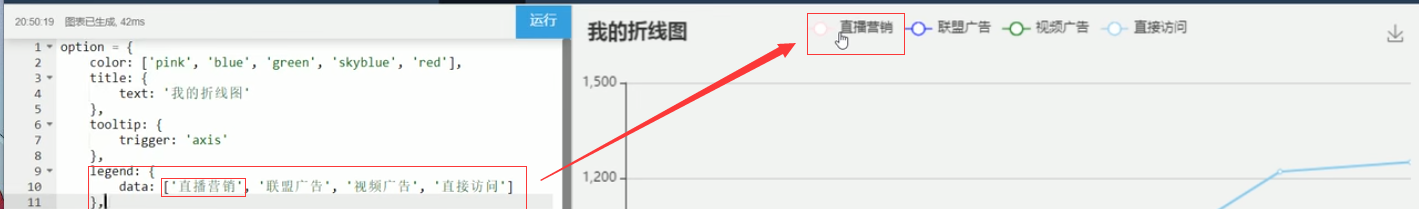 20:50:19 图表已生成, 42ms
运行
1 option = {
2 color: ['pink', 'blue', 'green', 'skyblue', 'red'],
3 title: {
4 text: '我的折线图'
5 },
6 tooltip: {
7 trigger: 'axis'
8 },
9 legend: {
10 data: ['直播营销', '联盟广告', '视频广告', '直接访问']
11 },
我的折线图
直播营销 联盟广告 视频广告 直接访问
1,500
1,200